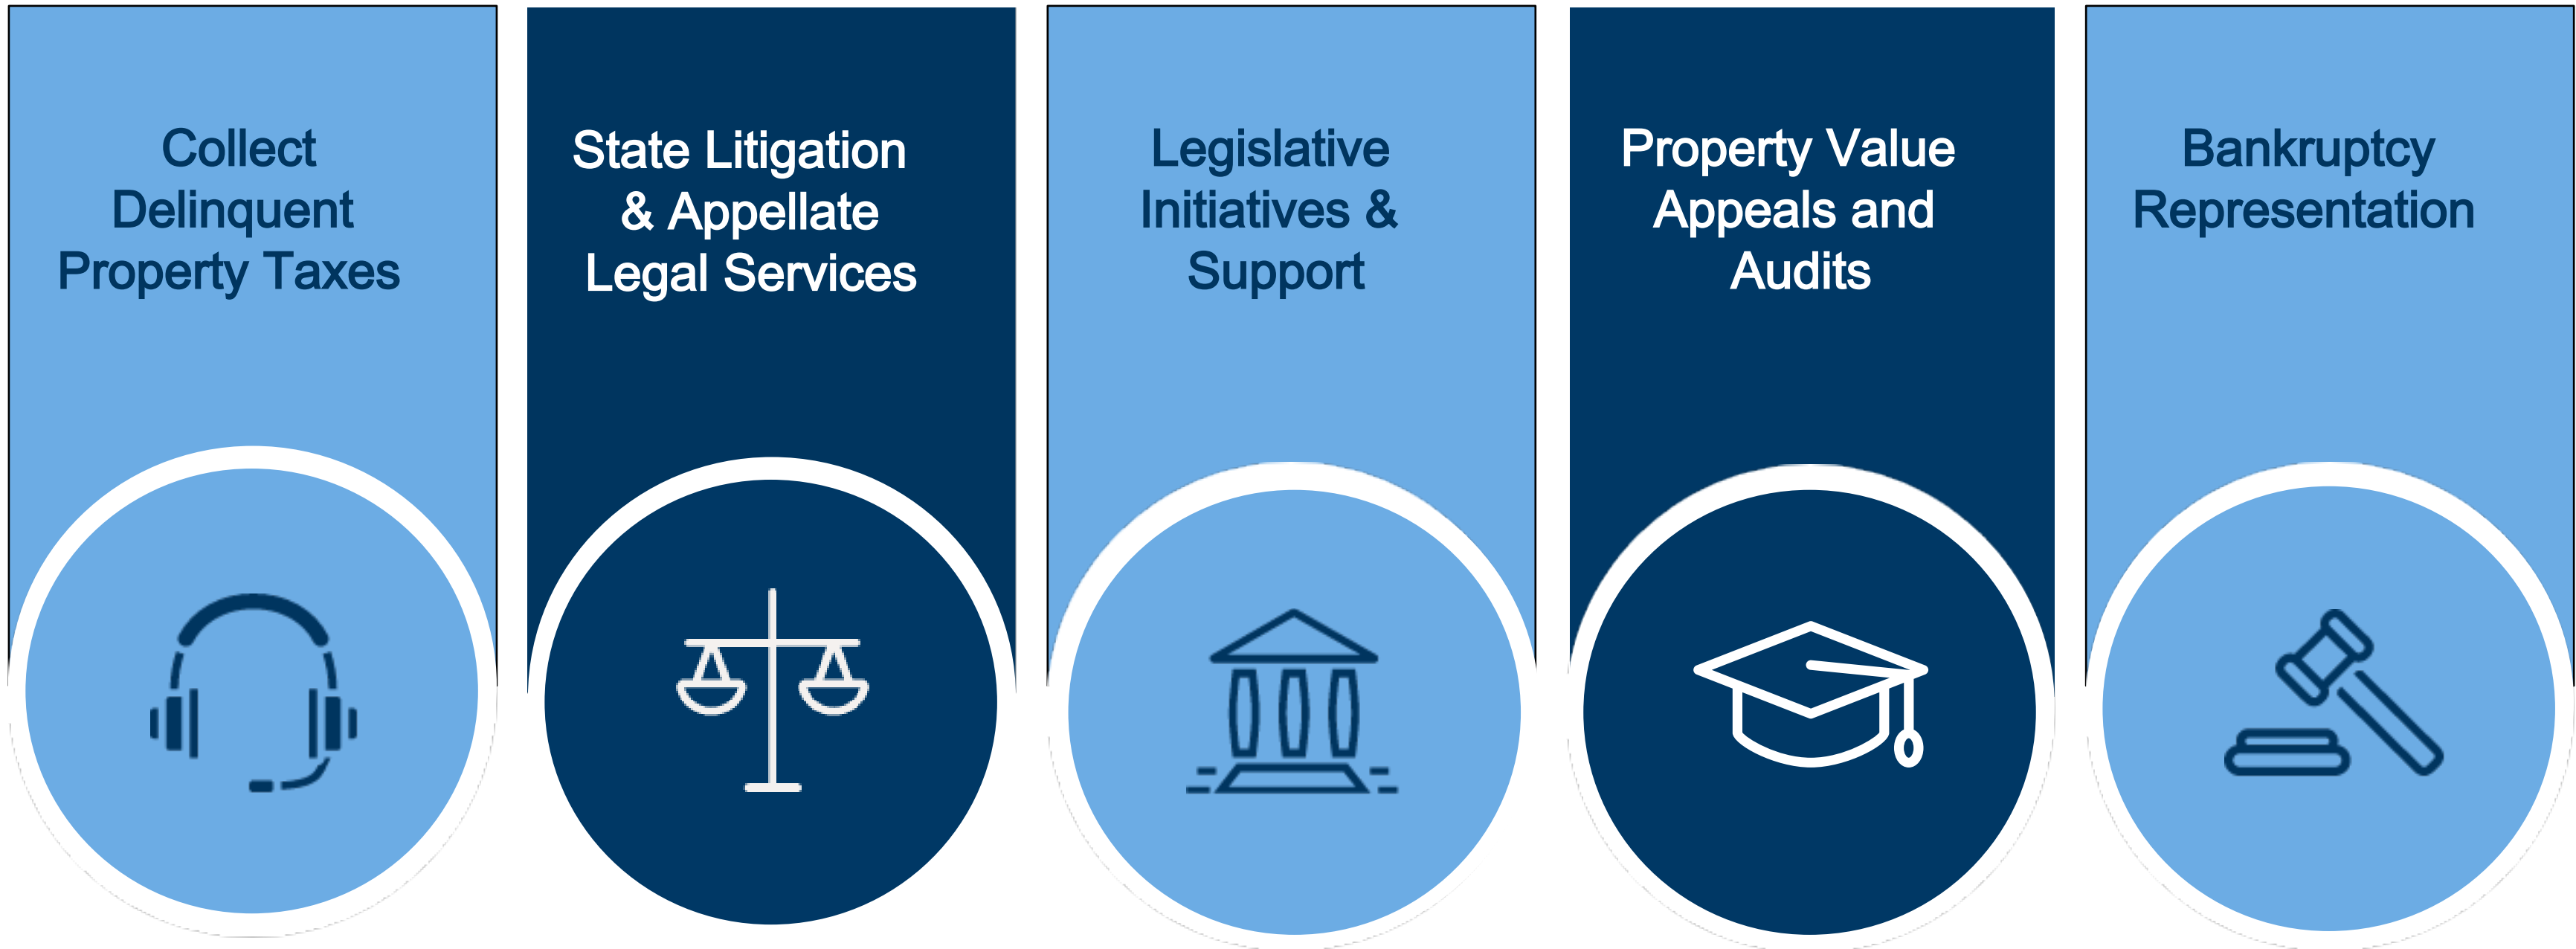 Collect
Delinquent
Property Taxes
State Litigation
& Appellate
Legal Services
Legislative
Initiatives &
Support
Property Value
Appeals and
Audits
Bankruptcy
Representation